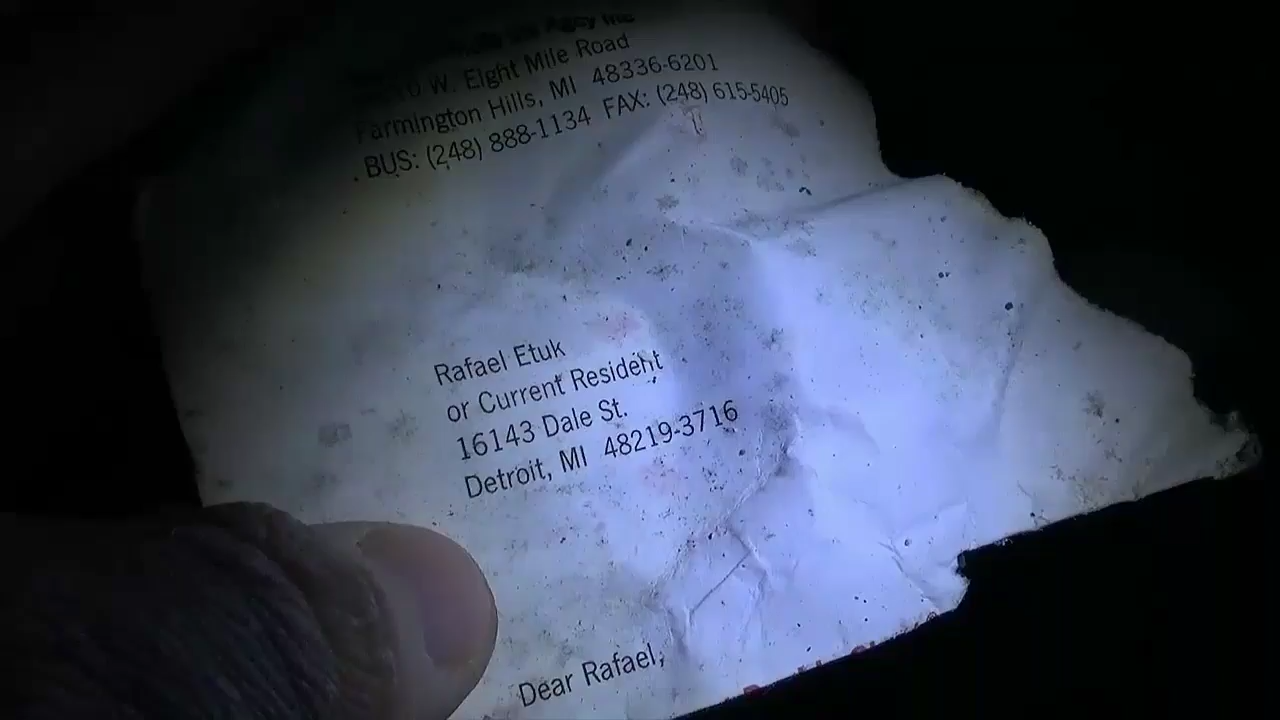 W. Eight Mile Road
Farmington Hills, MI 48336-6201
BUS: (248) 888-1134 FAX: (248) 615-5405
Rafael Etuk
or Current Resident
16143 Dale St.
Detroit, MI 48219-3716
Dear Rafael,